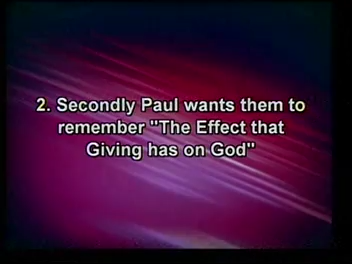 2. Secondly Paul wants them to
remember "The Effect that
Giving has on God"